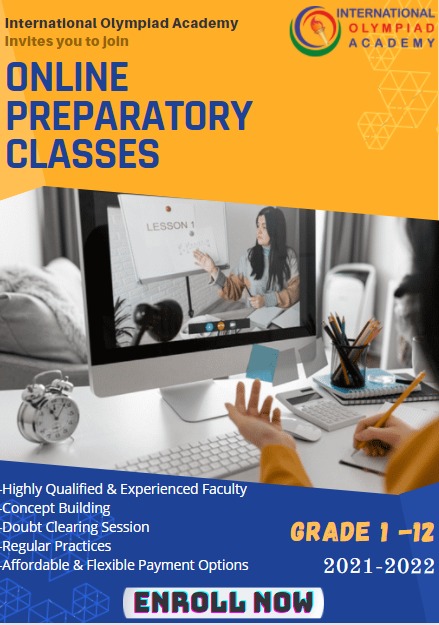 International Olympiad Academy
Invites you to join
INTERNATIONAL
OLYMPIAD
ACADEMY
ONLINE
PREPARATORY
CLASSES
LESSON 1
-Highly Qualified & Experienced Faculty
-Concept Building
-Doubt Clearing Session
-Regular Practices
-Affordable & Flexible Payment Options
GRADE 1 -12
2021-2022
ENROLL NOW